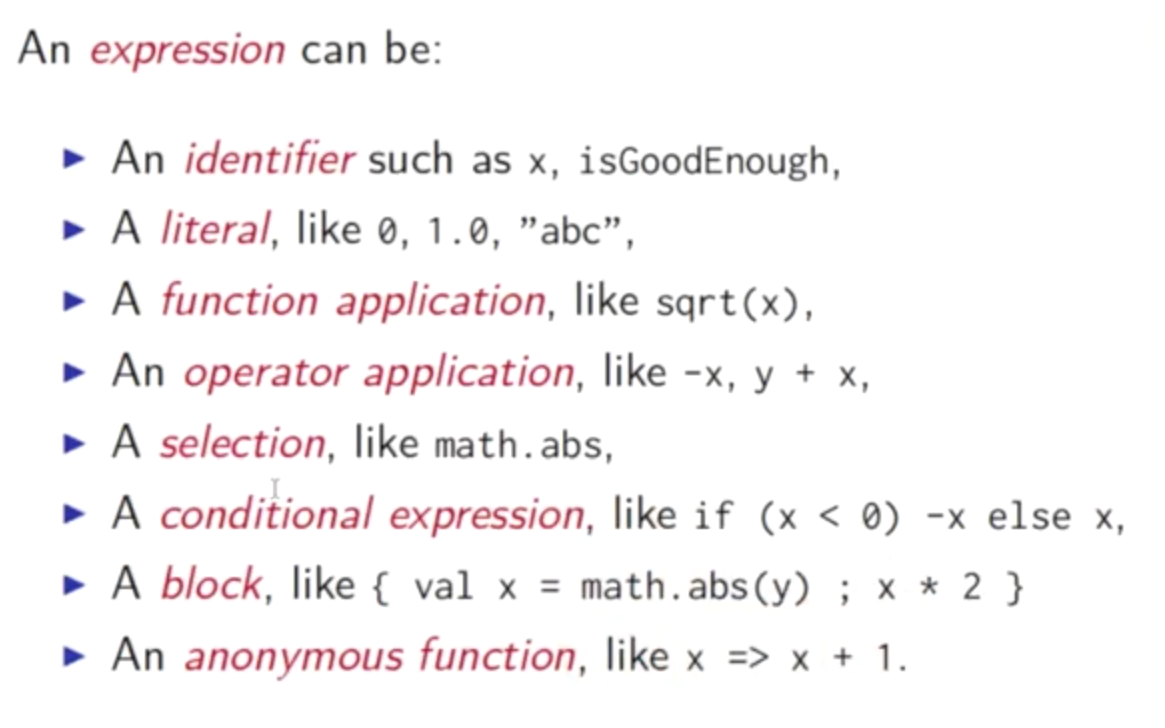 An expression can be:
▶ An identifier such as x, isGoodEnough,
▶ A literal, like 0, 1.0, ”abc”,
▶ A function application, like sqrt(x),
▶ An operator application, like -x, y + x,
▶ A selection, like math.abs,
▶ A conditional expression, like if (x < 0) -x else x,
▶ A block, like { val x = math.abs(y) ; x * 2 }
▶ An anonymous function, like x => x + 1.